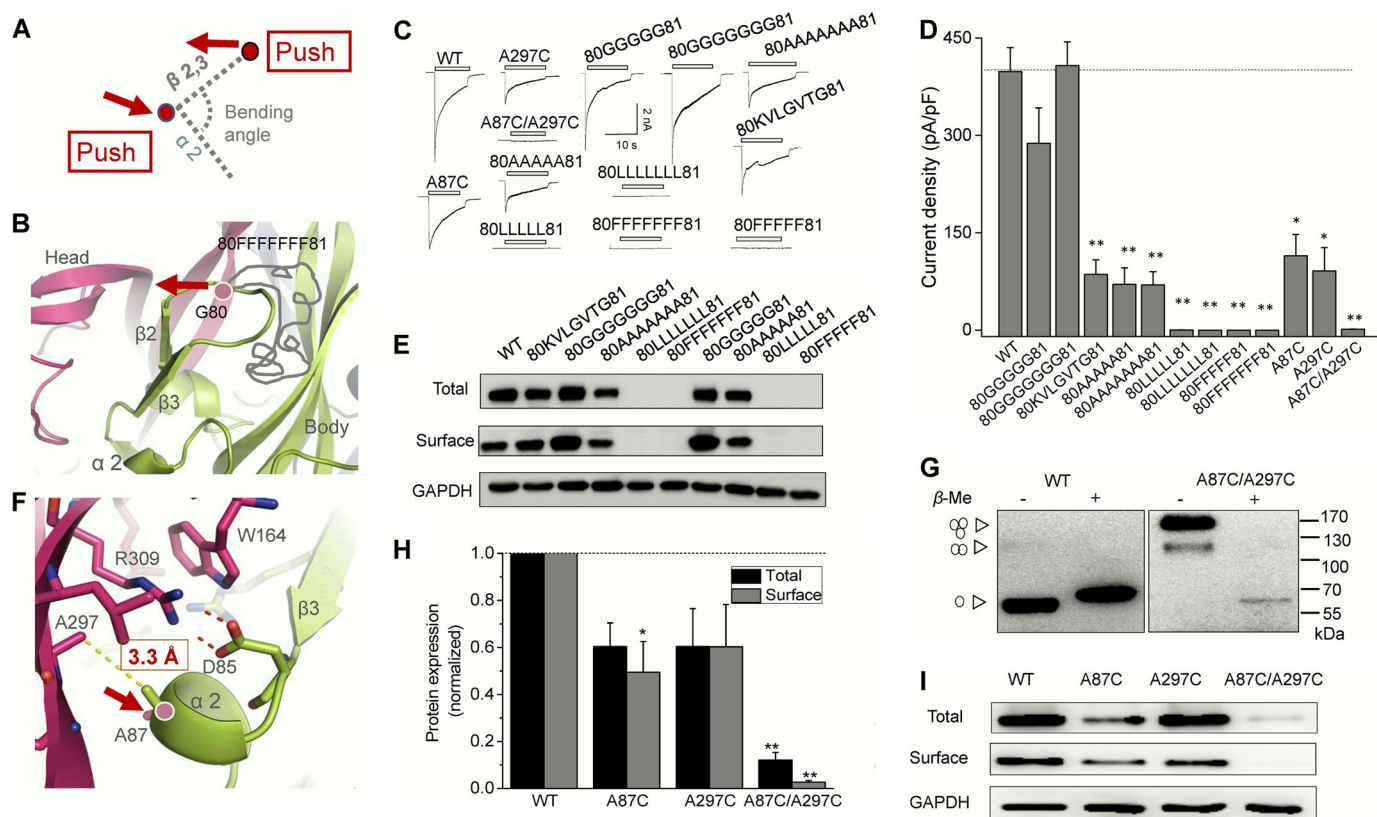 A
Push
β 2,3
Bending
angle
Push
α 2
B
80FFFFFFF81
Head
G80
β2
β3
Body
α 2
C
WT
A297C
80GGGGG81
80GGGGGGG81
80AAAAAAA81
2 nA
10 s
A87C/A297C
80KVLGVTG81
80AAAAA81
80LLLLLLL81
A87C
80LLLLL81
80FFFFFFF81
80FFFFF81
D
Current density (pA/pF)
450
300
150
0
**
**
**
**
**
**
**
*
*
**
WT
80GGGGGG81
80GGGGGGG81
80KVLGVTG81
80AAAAA81
80AAAAAAA81
80LLLLL81
80LLLLLLL81
80FFFFF81
80FFFFFFF81
A87C
A297C
A87C/A297C
E
WT
80KVLGVTG81
80GGGGGGG81
80AAAAAAA81
80LLLLLL81
80FFFFFFF81
80GGGGG81
80AAAAA81
80LLLL81
80FFFF81
Total
Surface
GAPDH
F
W164
R309
β3
A297
3.3 Å
D85
α 2
A87
G
WT
A87C/A297C
β-Me
-
+
-
+
170
130
100
70
55
kDa
H
Protein expression
(normalized)
1.0
0.8
0.6
0.4
0.2
0.0
Total
Surface
*
**
**
WT
A87C
A297C
A87C/A297C
I
WT
A87C
A297C
A87C/A297C
Total
Surface
GAPDH